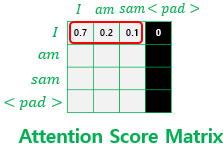 I am sam <pad>
I 0.7 0.2 0.1 0
am
sam
<pad>
Attention Score Matrix